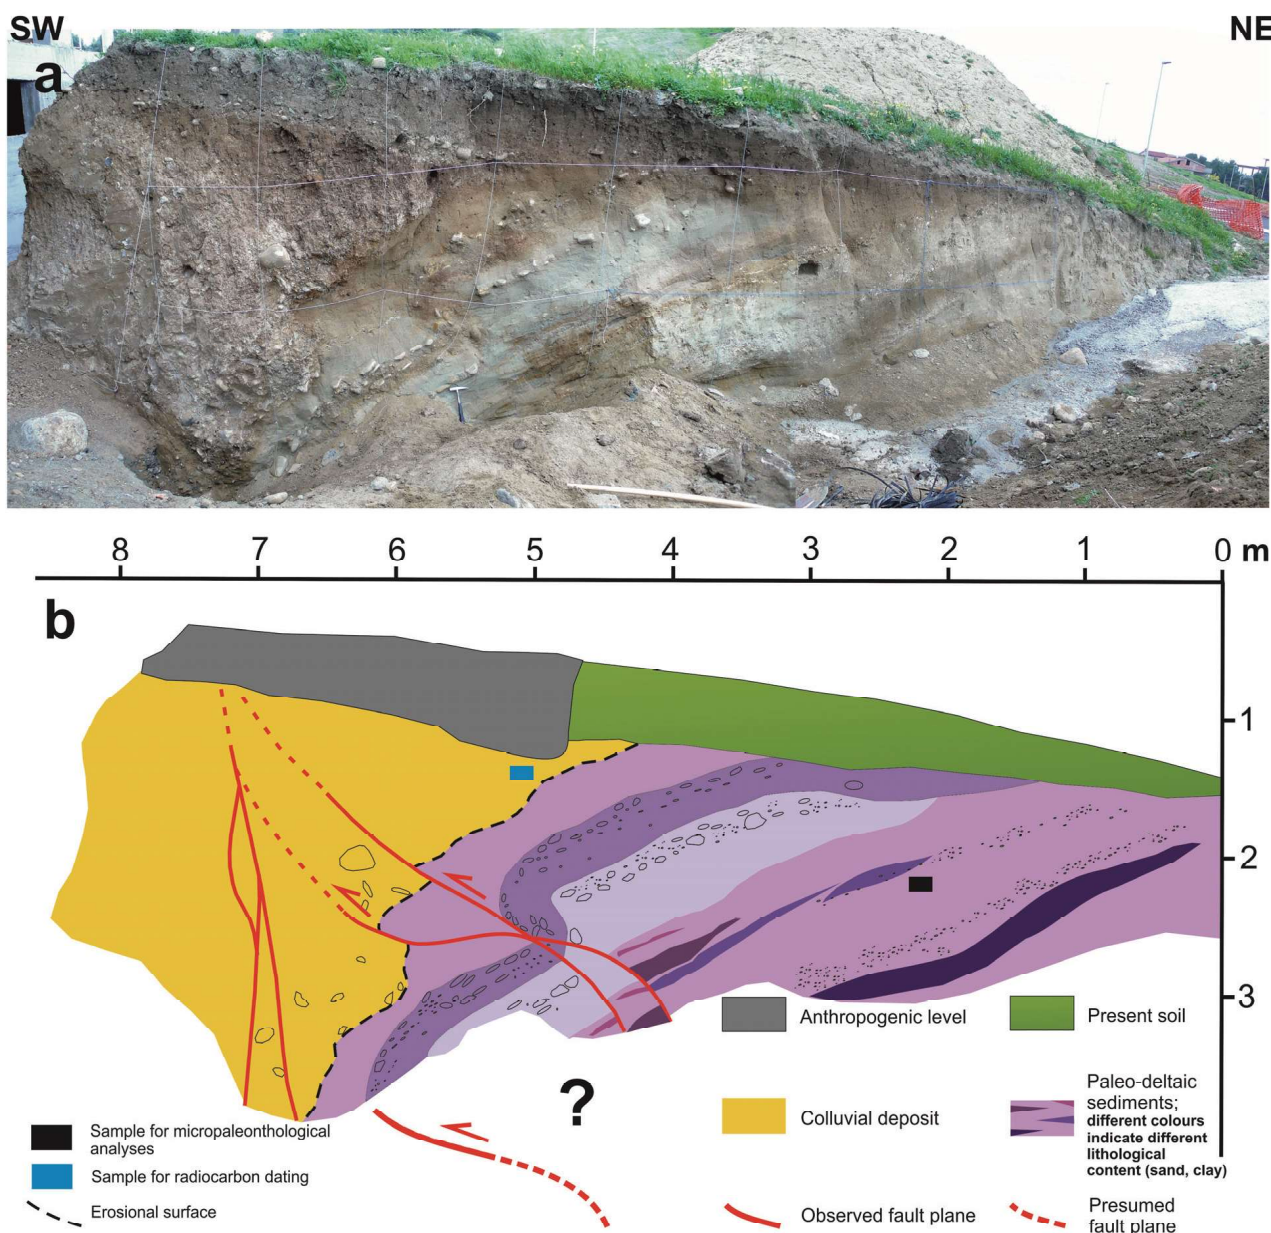 SW
NE
a
8 7 6 5 4 3 2 1 0 m
b
1
2
3
?
Anthropogenic level
Present soil
Colluvial deposit
Paleo-deltaic
sediments;
different colours
indicate different
lithological
content (sand, clay)
Sample for micropaleonthological
analyses
Sample for radiocarbon dating
Erosional surface
Observed fault plane
Presumed
fault plane